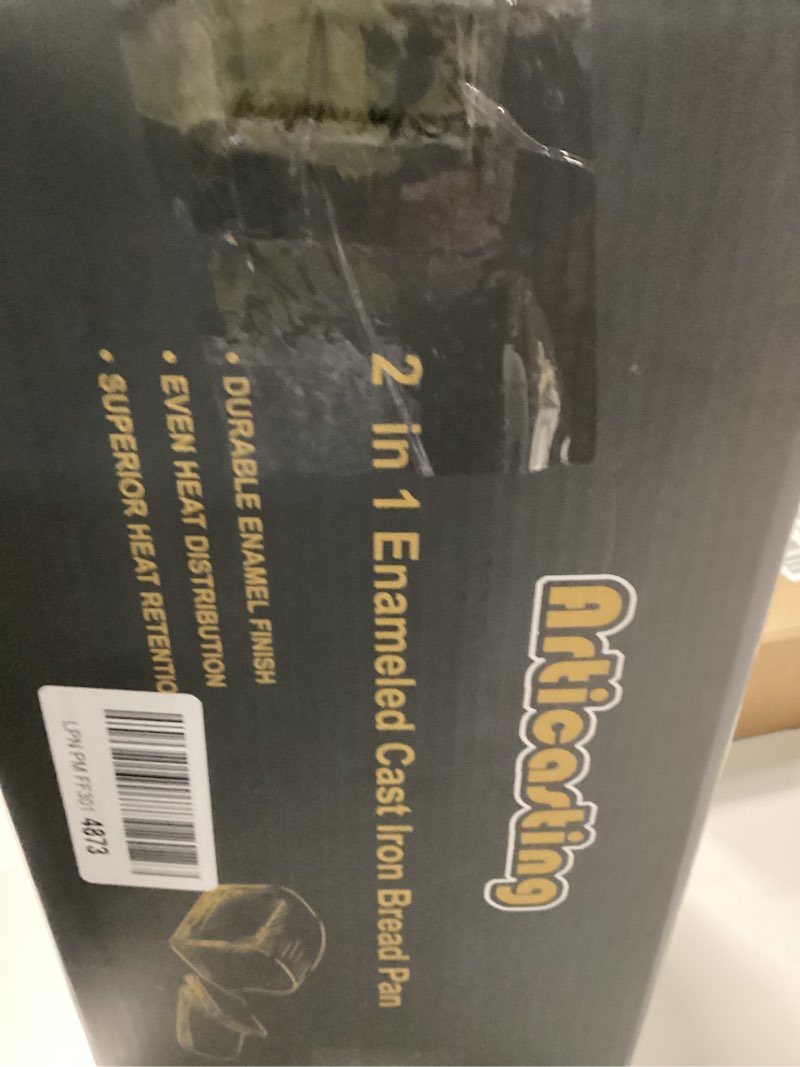 Articasting
2 in 1 Enameled Cast Iron Bread Pan
• DURABLE ENAMEL FINISH
• EVEN HEAT DISTRIBUTION
• SUPERIOR HEAT RETENTIO
LPN PM FF301 4873